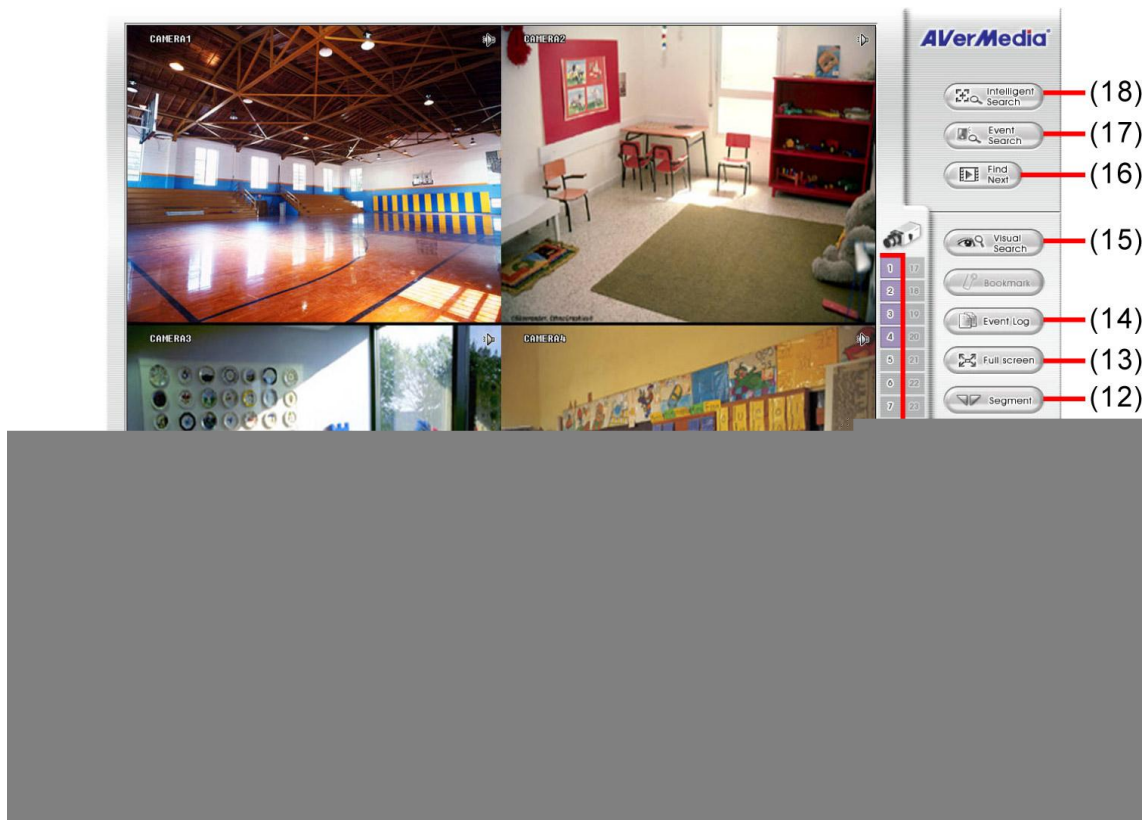 CAMERA1
CAMERA2
AVerMedia
Intelligent
Search
(18)
Event
Search
(17)
Find
Next
(16)
Visual
Search
(15)
Bookmark
Event Log
(14)
Full screen
(13)
Segment
(12)
1 17
2 18
3 19
4 20
5 21
6 22
7 23
CAMERA3
CAMERA4